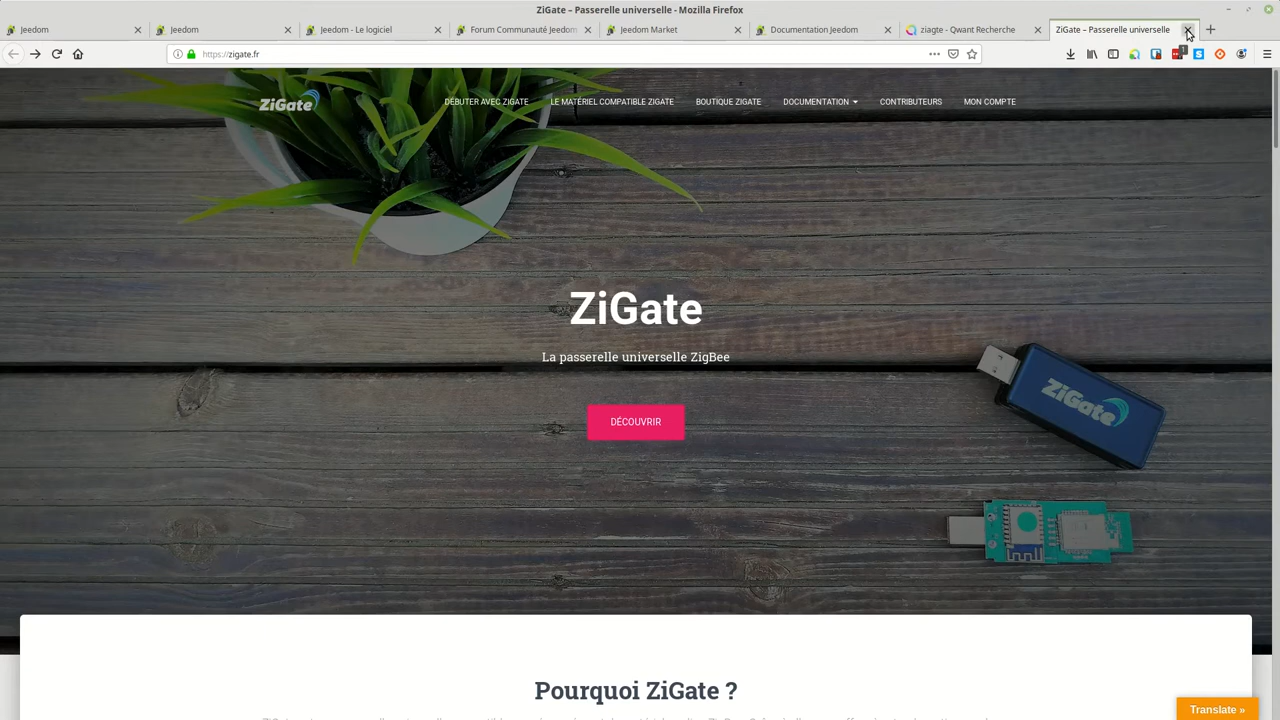 ZiGate – Passerelle universelle - Mozilla Firefox
Jeedom
Jeedom
Jeedom - Le logiciel
Forum Communauté Jeedom
Jeedom Market
Documentation Jeedom
ziagte - Qwant Recherche
ZiGate – Passerelle universelle
https://zigate.fr
1
ZiGate
DÉBUTER AVEC ZIGATE
LE MATÉRIEL COMPATIBLE ZIGATE
BOUTIQUE ZIGATE
DOCUMENTATION
CONTRIBUTEURS
MON COMPTE
ZiGate
La passerelle universelle ZigBee
DÉCOUVRIR
ZiGate
Pourquoi ZiGate ?
Translate »